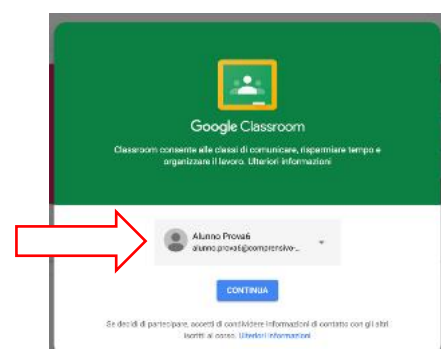 Google Classroom
Classroom consente alle classi di comunicare, risparmiare tempo e
organizzare il lavoro. Ulteriori informazioni
Alunno Prova6
alunno.prova6@comprensivo-...
CONTINUA
Se decidi di partecipare, accetti di condividere informazioni di contatto con gli altri
iscritti al corso. Ulteriori informazioni